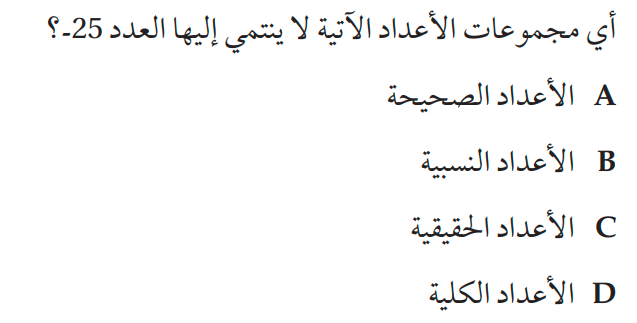 أي مجموعات الأعداد الآتية لا ينتمي إليها العدد 25-؟
A الأعداد الصحيحة
B الأعداد النسبية
C الأعداد الحقيقية
D الأعداد الكلية